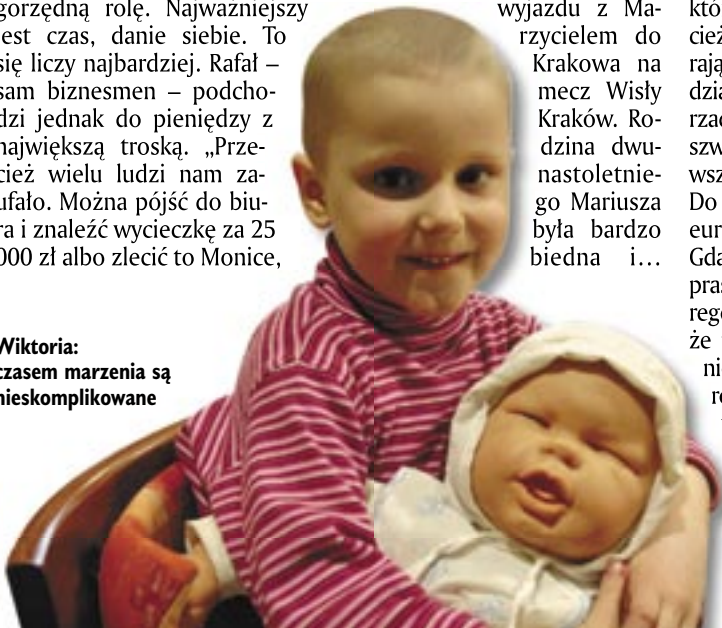 gorzędną rolę. Najważniejszy
jest czas, danie siebie. To
się liczy najbardziej. Rafał –
sam biznesmen – podcho-
dzi jednak do pieniędzy z
największą troską. „Prze-
cież wielu ludzi nam za-
ufało. Można pójść do biu-
ra i znaleźć wycieczkę za 25
000 zł albo zlecić to Monice,
Wiktoria:
czasem marzenia są
nieskomplikowane
wyjazdu z Ma-
rzycielem do
Krakowa na
mecz Wisły
Kraków. Ro-
dzina dwu-
nastoletnie-
go Mariusza
była bardzo
biedna i...
któ
cież
rają
dzia
rzad
szw
wsz
Do
eur
Gda
pras
rego
że
nie